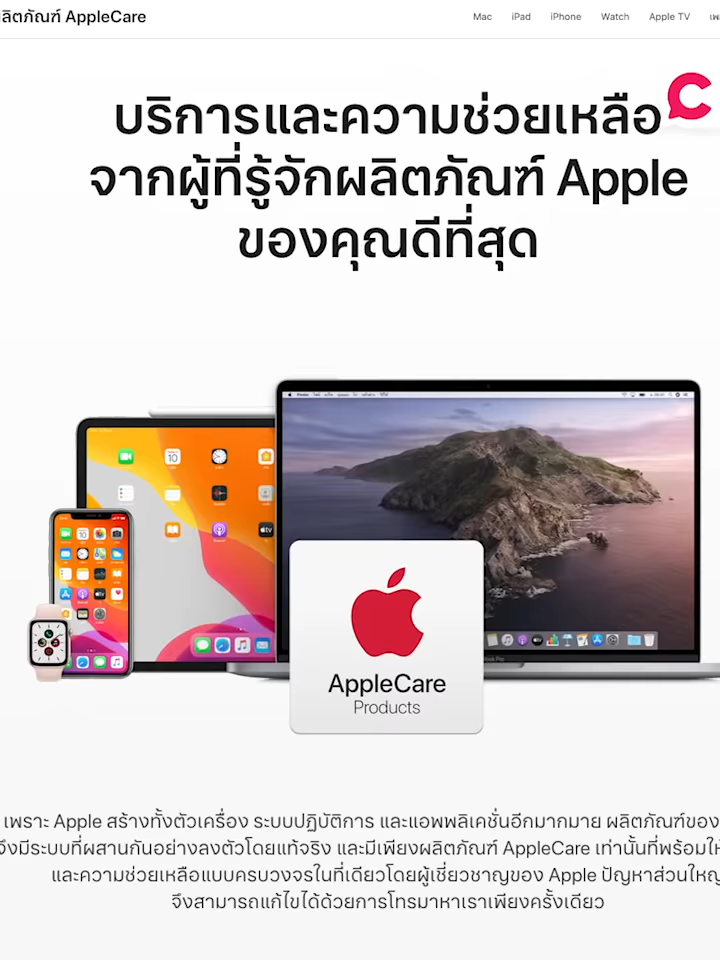 ลิตภัณฑ์ AppleCare
Mac iPad iPhone Watch Apple TV เพ
บริการและความช่วยเหลือ
จากผู้ที่รู้จักผลิตภัณฑ์ Apple
ของคุณดีที่สุด
AppleCare
Products
เพราะ Apple สร้างทั้งตัวเครื่อง ระบบปฏิบัติการ และแอพพลิเคชั่นอีกมากมาย ผลิตภัณฑ์ของ
จึงมีระบบที่ผสานกันอย่างลงตัวโดยแท้จริง และมีเพียงผลิตภัณฑ์ AppleCare เท่านั้นที่พร้อมให้
และความช่วยเหลือแบบครบวงจรในที่เดียวโดยผู้เชี่ยวชาญของ Apple ปัญหาส่วนใหญ
จึงสามารถแก้ไขได้ด้วยการโทรมาหาเราเพียงครั้งเดียว